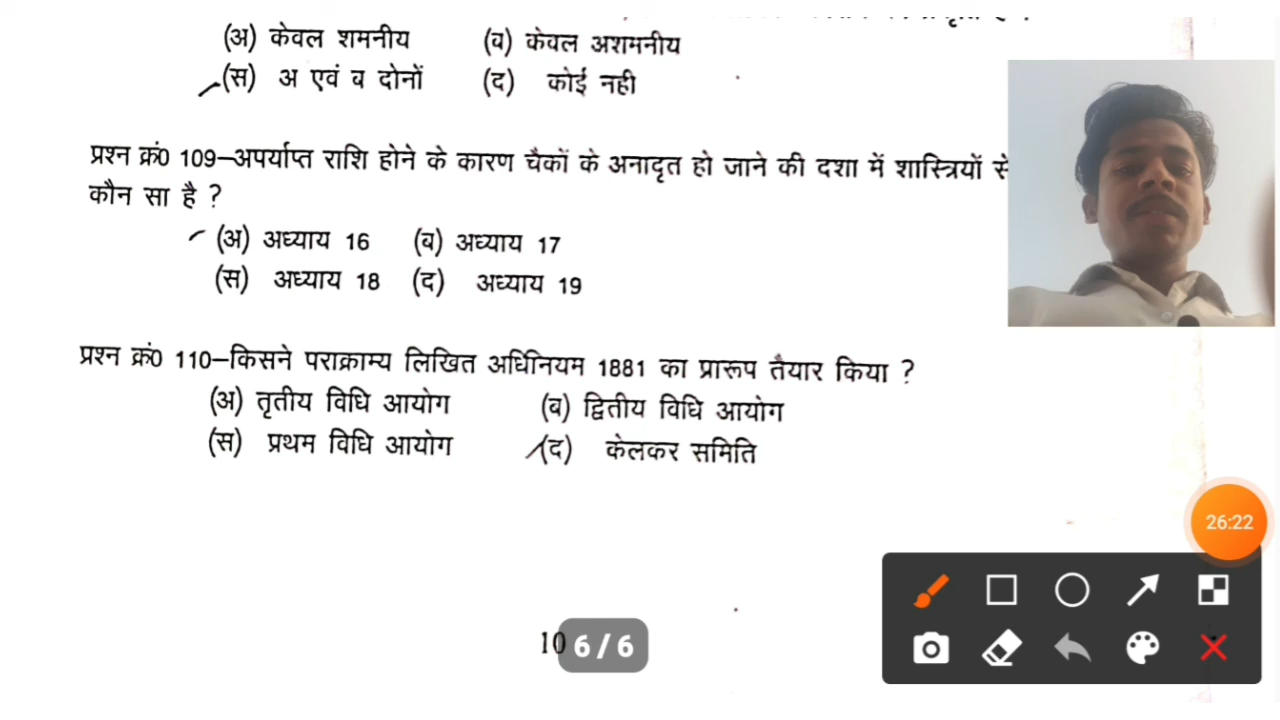 (अ) केवल शमनीय (ब) केवल अशमनीय
(स) अ एवं ब दोनों (द) कोई नही
प्रश्न क्रं0 109–अपर्याप्त राशि होने के कारण चैकों के अनादृत हो जाने की दशा में शास्त्रियों से
कौन सा है ?
(अ) अध्याय 16 (ब) अध्याय 17
(स) अध्याय 18 (द) अध्याय 19
प्रश्न क्रं0 110–किसने पराक्राम्य लिखित अधिनियम 1881 का प्रारूप तैयार किया ?
(अ) तृतीय विधि आयोग (ब) द्वितीय विधि आयोग
(स) प्रथम विधि आयोग (द) केलकर समिति
26:22
10 6 / 6